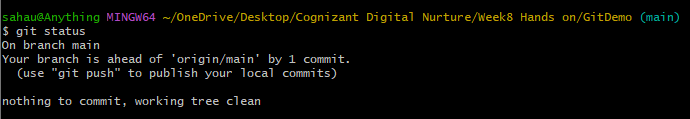 sahau@Anything MINGW64 ~/OneDrive/Desktop/Cognizant Digital Nurture/Week8 Hands on/GitDemo (main)
$ git status
On branch main
Your branch is ahead of 'origin/main' by 1 commit.
  (use "git push" to publish your local commits)

nothing to commit, working tree clean